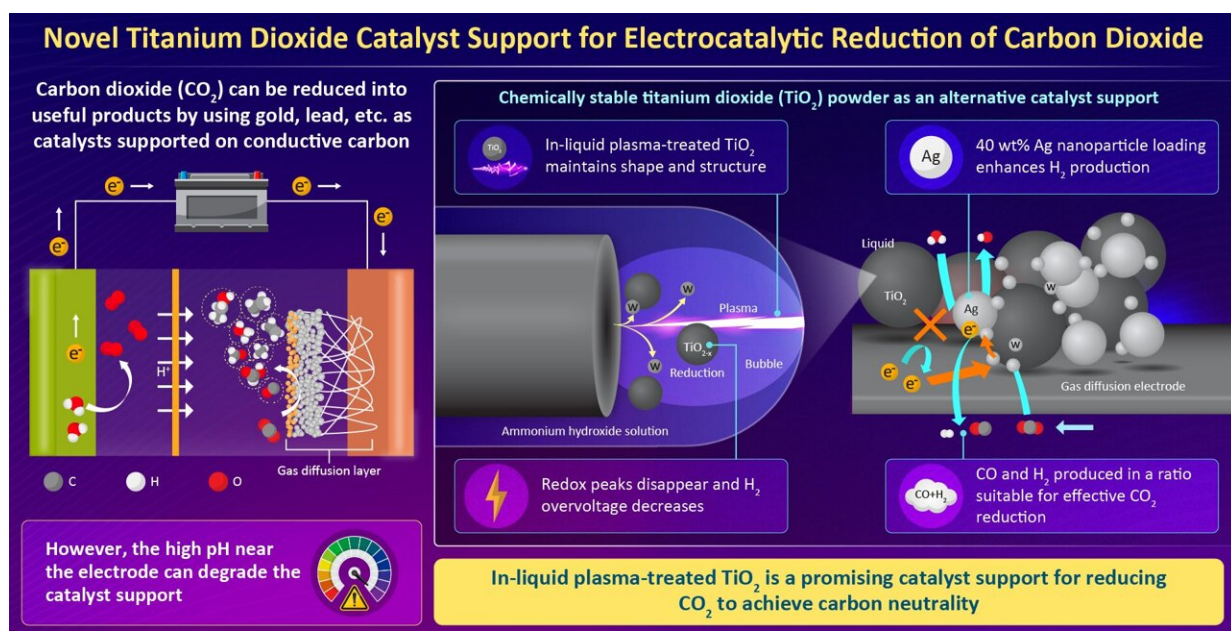 Novel Titanium Dioxide Catalyst Support for Electrocatalytic Reduction of Carbon Dioxide
Carbon dioxide (CO₂) can be reduced into
useful products by using gold, lead, etc. as
catalysts supported on conductive carbon
e⁻
e⁻
e⁻
e⁻
e⁻
H⁺
Gas diffusion layer
C
H
O
However, the high pH near
the electrode can degrade the
catalyst support
Chemically stable titanium dioxide (TiO₂) powder as an alternative catalyst support
TiO₂
In-liquid plasma-treated TiO₂
maintains shape and structure
Ag
40 wt% Ag nanoparticle loading
enhances H₂ production
W
W
W
Plasma
TiO₂₋ₓ
Reduction
Bubble
Ammonium hydroxide solution
Liquid
TiO₂
Ag
e⁻
W
W
e⁻
e⁻
Gas diffusion electrode
Redox peaks disappear and H₂
overvoltage decreases
CO+H₂
CO and H₂ produced in a ratio
suitable for effective CO₂
reduction
In-liquid plasma-treated TiO₂ is a promising catalyst support for reducing
CO₂ to achieve carbon neutrality